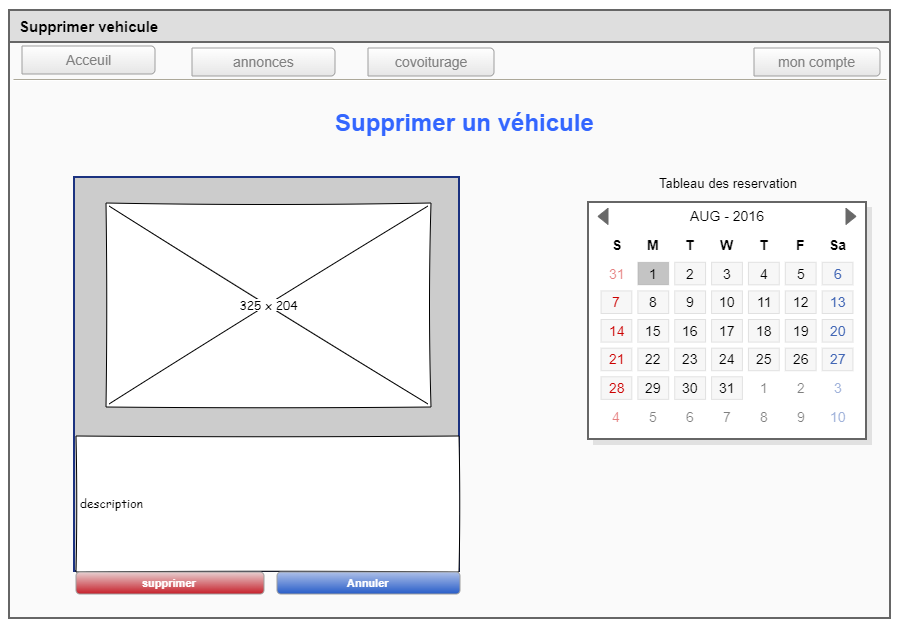 Supprimer vehicule
Acceuil annonces covoiturage mon compte
Supprimer un véhicule
325 x 204
description
supprimer Annuler
Tableau des reservation
AUG - 2016
S M T W T F Sa
31 1 2 3 4 5 6
7 8 9 10 11 12 13
14 15 16 17 18 19 20
21 22 23 24 25 26 27
28 29 30 31 1 2 3
4 5 6 7 8 9 10